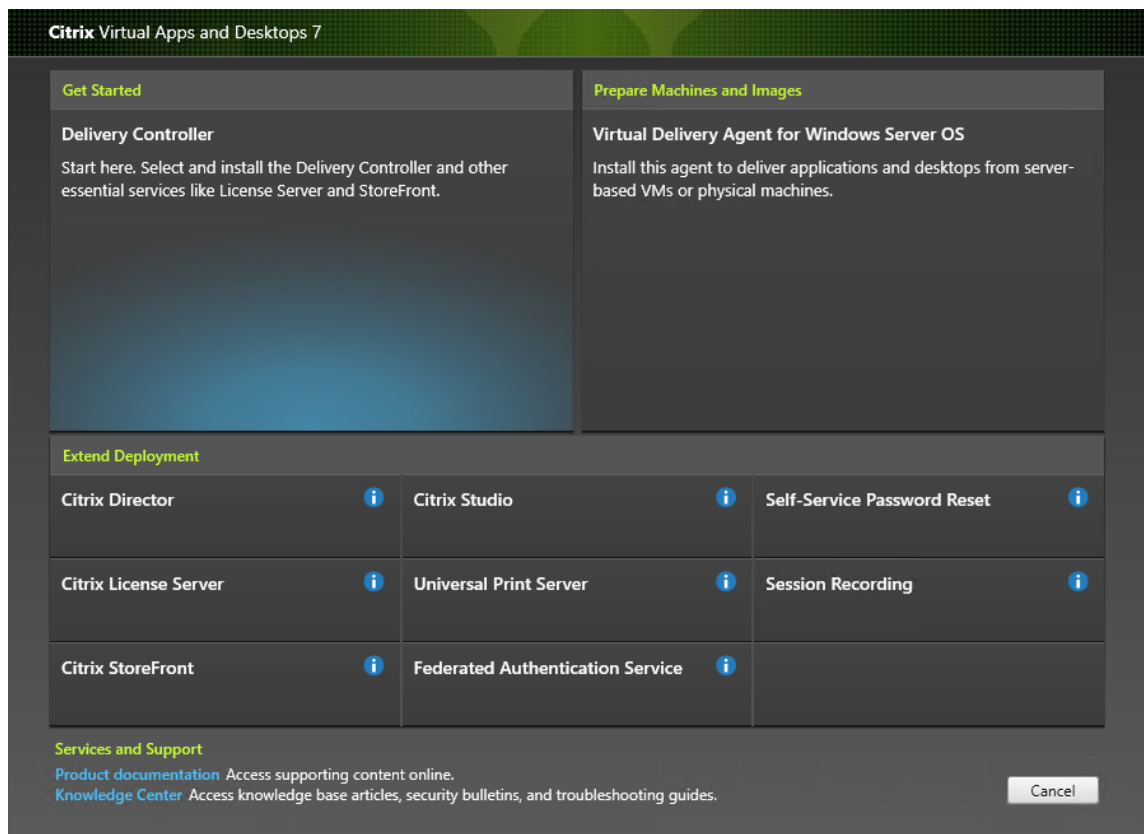 Citrix Virtual Apps and Desktops 7
Get Started
Delivery Controller
Start here. Select and install the Delivery Controller and other
essential services like License Server and StoreFront.
Prepare Machines and Images
Virtual Delivery Agent for Windows Server OS
Install this agent to deliver applications and desktops from server-
based VMs or physical machines.
Extend Deployment
Citrix Director
Citrix Studio
Self-Service Password Reset
Citrix License Server
Universal Print Server
Session Recording
Citrix StoreFront
Federated Authentication Service
Services and Support
Product documentation Access supporting content online.
Knowledge Center Access knowledge base articles, security bulletins, and troubleshooting guides.
Cancel